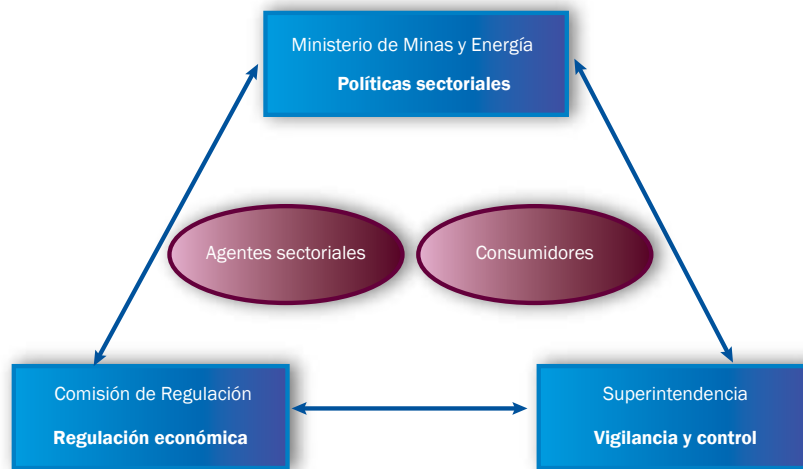 Ministerio de Minas y Energía
Políticas sectoriales
Agentes sectoriales
Consumidores
Comisión de Regulación
Regulación económica
Superintendencia
Vigilancia y control